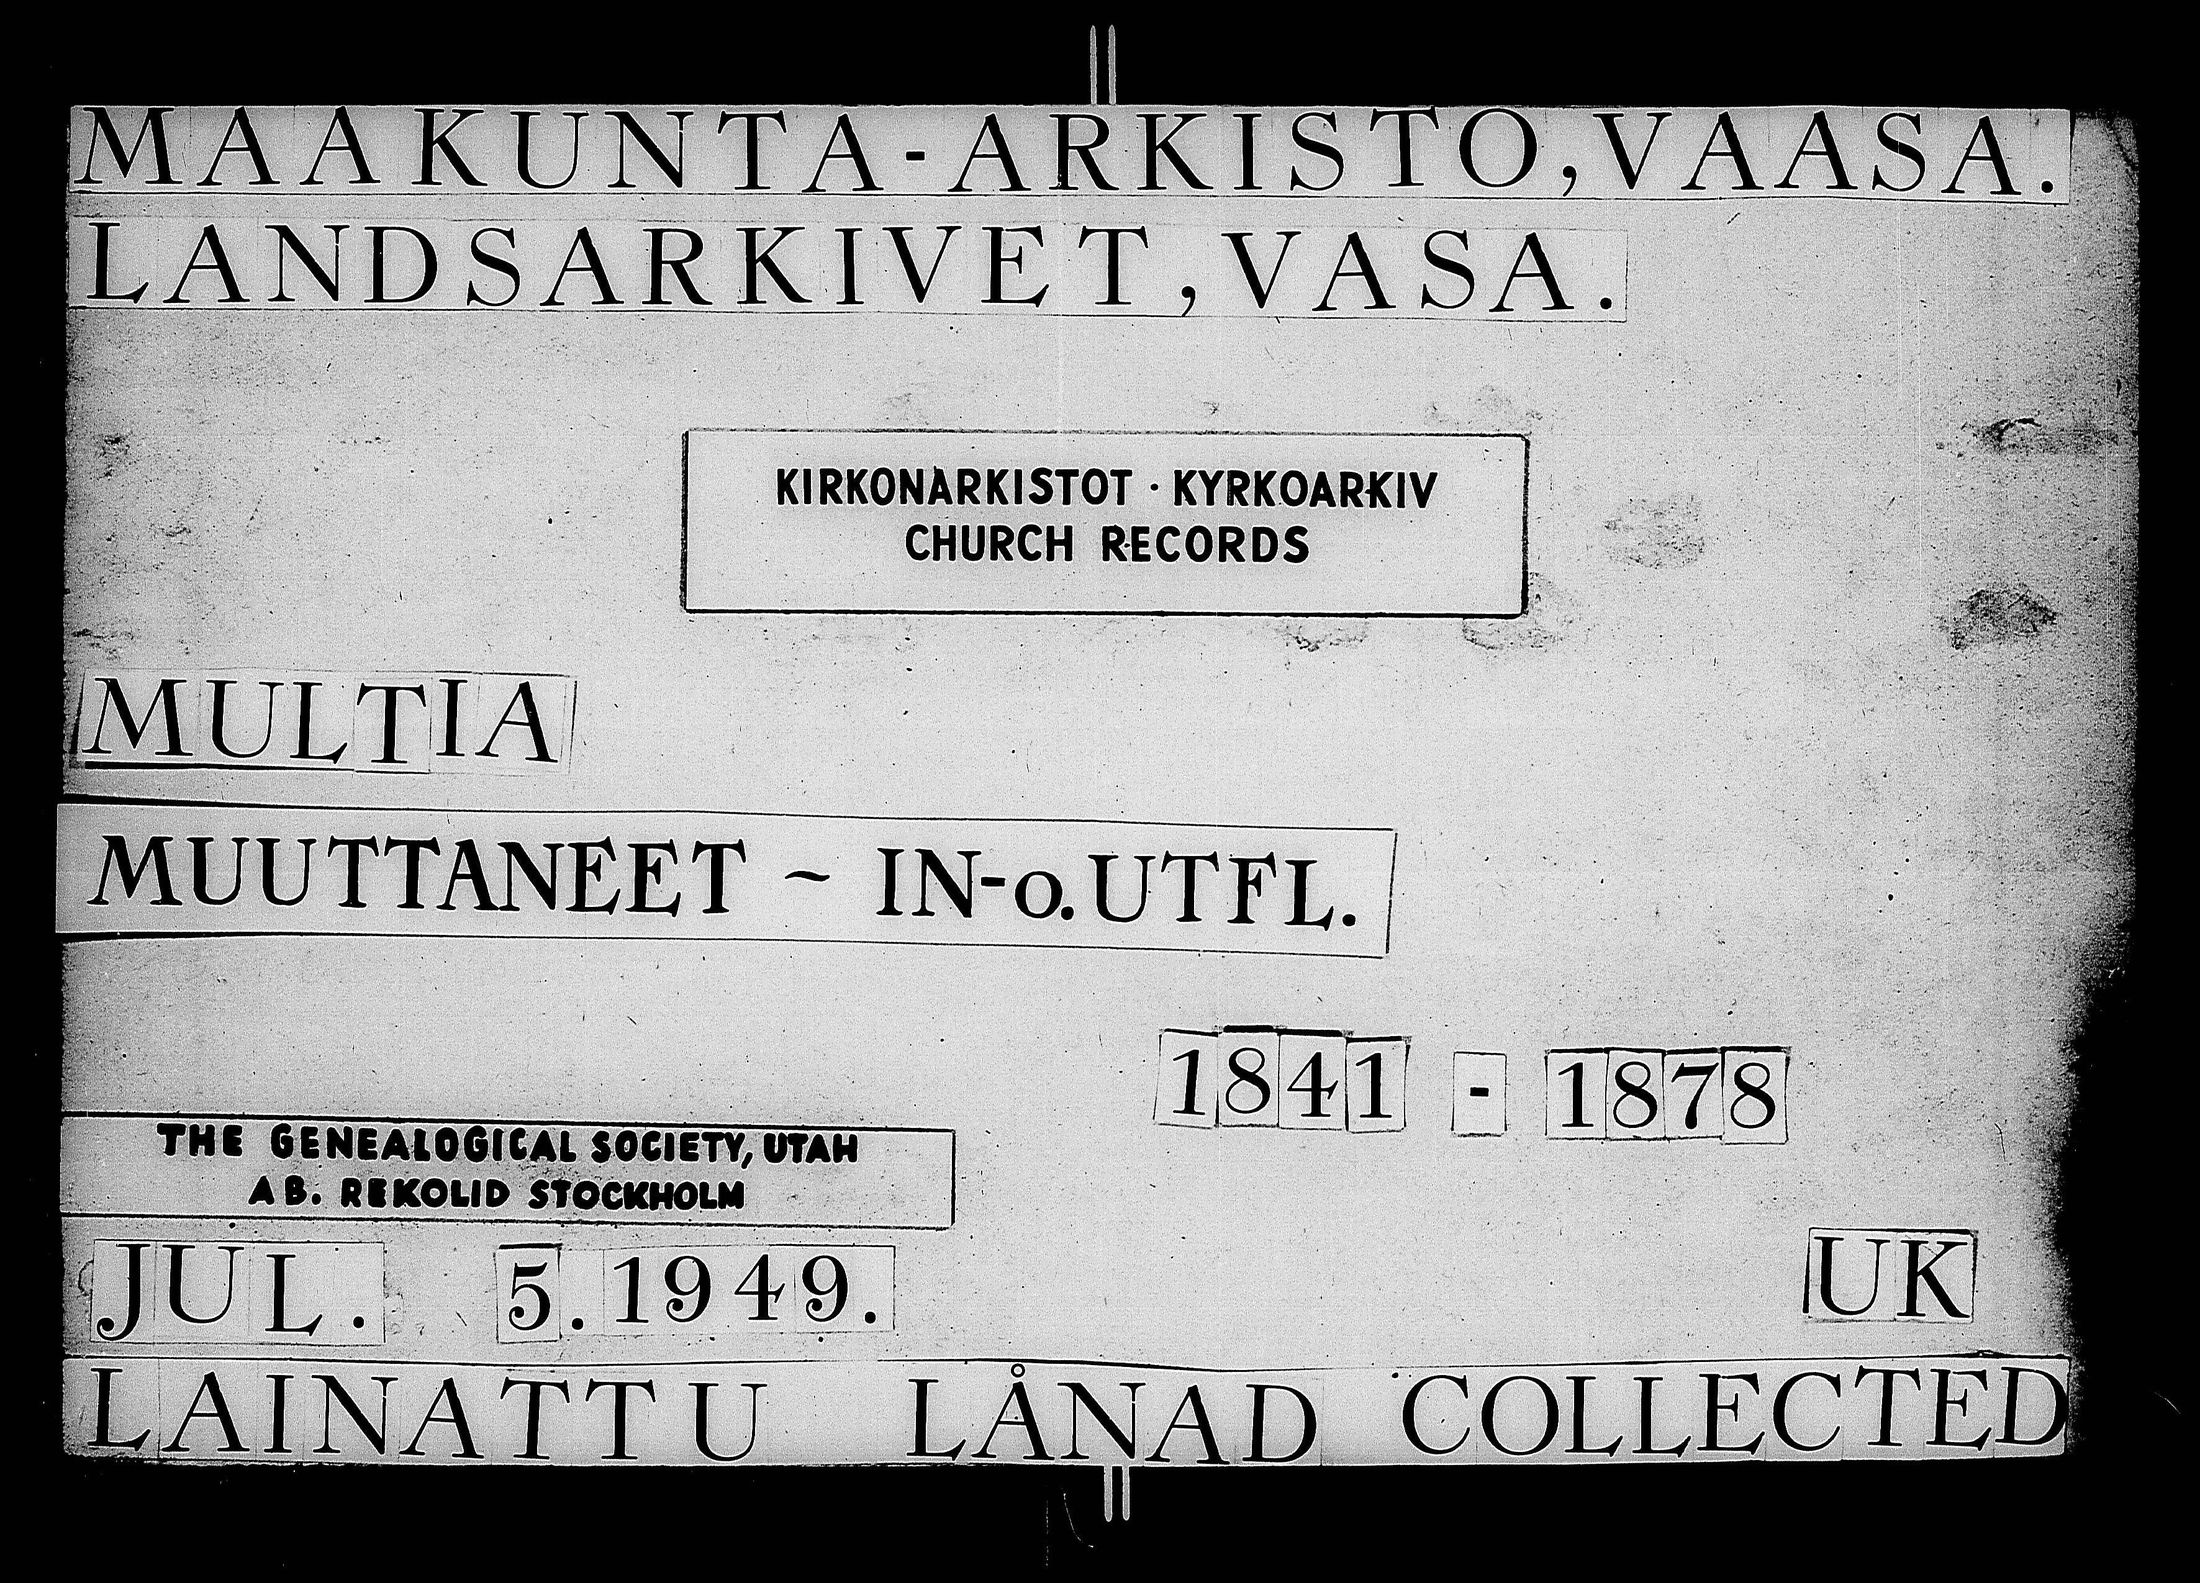 MAAKUNTA-ARKISTO, VAASA.
LANDSARKIVET, VASA.
KIRKONARKISTOT · KYRKOARKIV
CHURCH RECORDS
MULTIA
MUUTTANEET ~ IN-o. UTFL.
1841 - 1878
THE GENEALOGICAL SOCIETY, UTAH
AB. REKOLID STOCKHOLM
JUL. 5. 1949. UK
LAINATTU LÅNAD COLLECTED